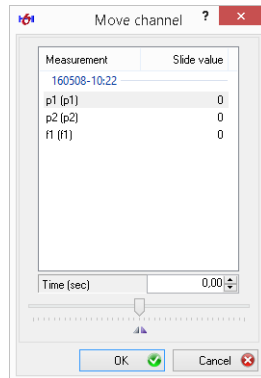 Move channel ?
Measurement Slide value
160508-10:22
p1 (p1) 0
p2 (p2) 0
f1 (f1) 0
Time (sec) 0,00
OK Cancel